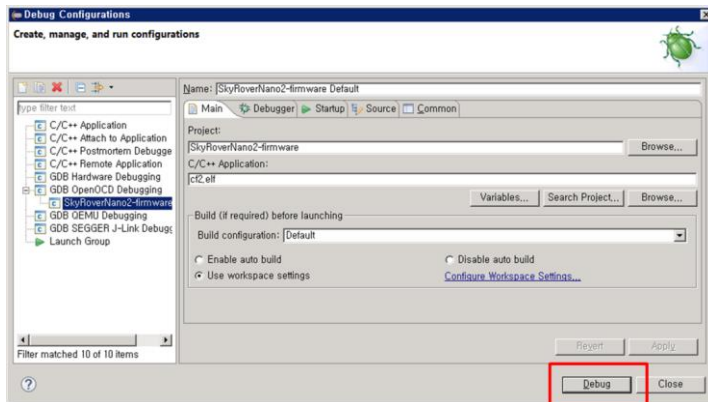 Debug Configurations
Create, manage, and run configurations
type filter text
C/C++ Application
C/C++ Attach to Application
C/C++ Postmortem Debugge
C/C++ Remote Application
GDB Hardware Debugging
GDB OpenOCD Debugging
SkyRoverNano2-firmware
GDB QEMU Debugging
GDB SEGGER J-Link Debugg
Launch Group
Filter matched 10 of 10 items
Name: SkyRoverNano2-firmware Default
Main Debugger Startup Source Common
Project:
SkyRoverNano2-firmware Browse...
C/C++ Application:
cf2.elf
Variables... Search Project... Browse...
Build (if required) before launching
Build configuration: Default
Enable auto build Disable auto build
Use workspace settings Configure Workspace Settings...
Revert Apply
? Debug Close